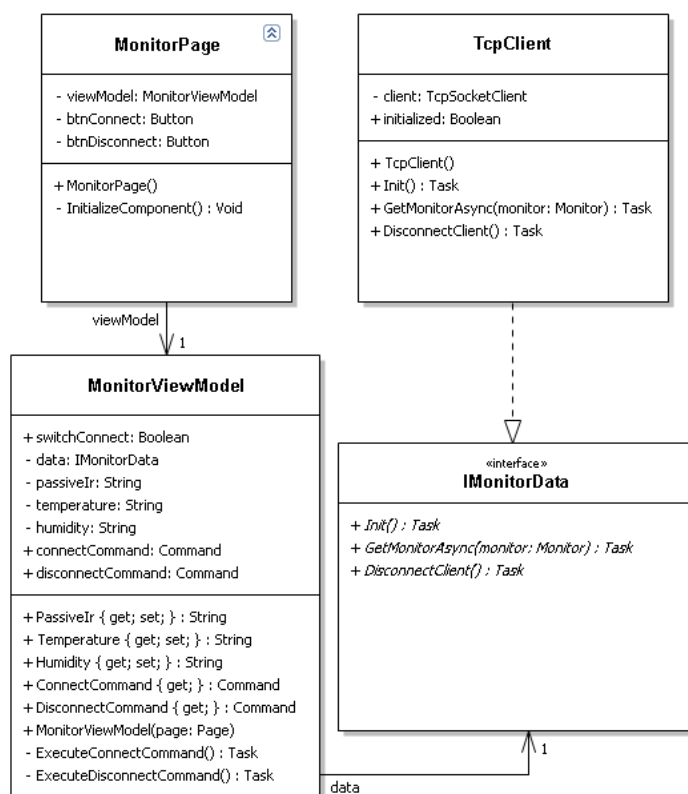 MonitorPage
- viewModel: MonitorViewModel
- btnConnect: Button
- btnDisconnect: Button
+ MonitorPage()
- InitializeComponent() : Void
TcpClient
- client: TcpSocketClient
+ initialized: Boolean
+ TcpClient()
+ Init() : Task
+ GetMonitorAsync(monitor: Monitor) : Task
+ DisconnectClient() : Task
viewModel
1
MonitorViewModel
+ switchConnect: Boolean
- data: IMonitorData
- passiveIr: String
- temperature: String
- humidity: String
+ connectCommand: Command
+ disconnectCommand: Command
+ PassiveIr { get; set; } : String
+ Temperature { get; set; } : String
+ Humidity { get; set; } : String
+ ConnectCommand { get; } : Command
+ DisconnectCommand { get; } : Command
+ MonitorViewModel(page: Page)
- ExecuteConnectCommand() : Task
- ExecuteDisconnectCommand() : Task
«interface»
IMonitorData
+ Init() : Task
+ GetMonitorAsync(monitor: Monitor) : Task
+ DisconnectClient() : Task
1
data